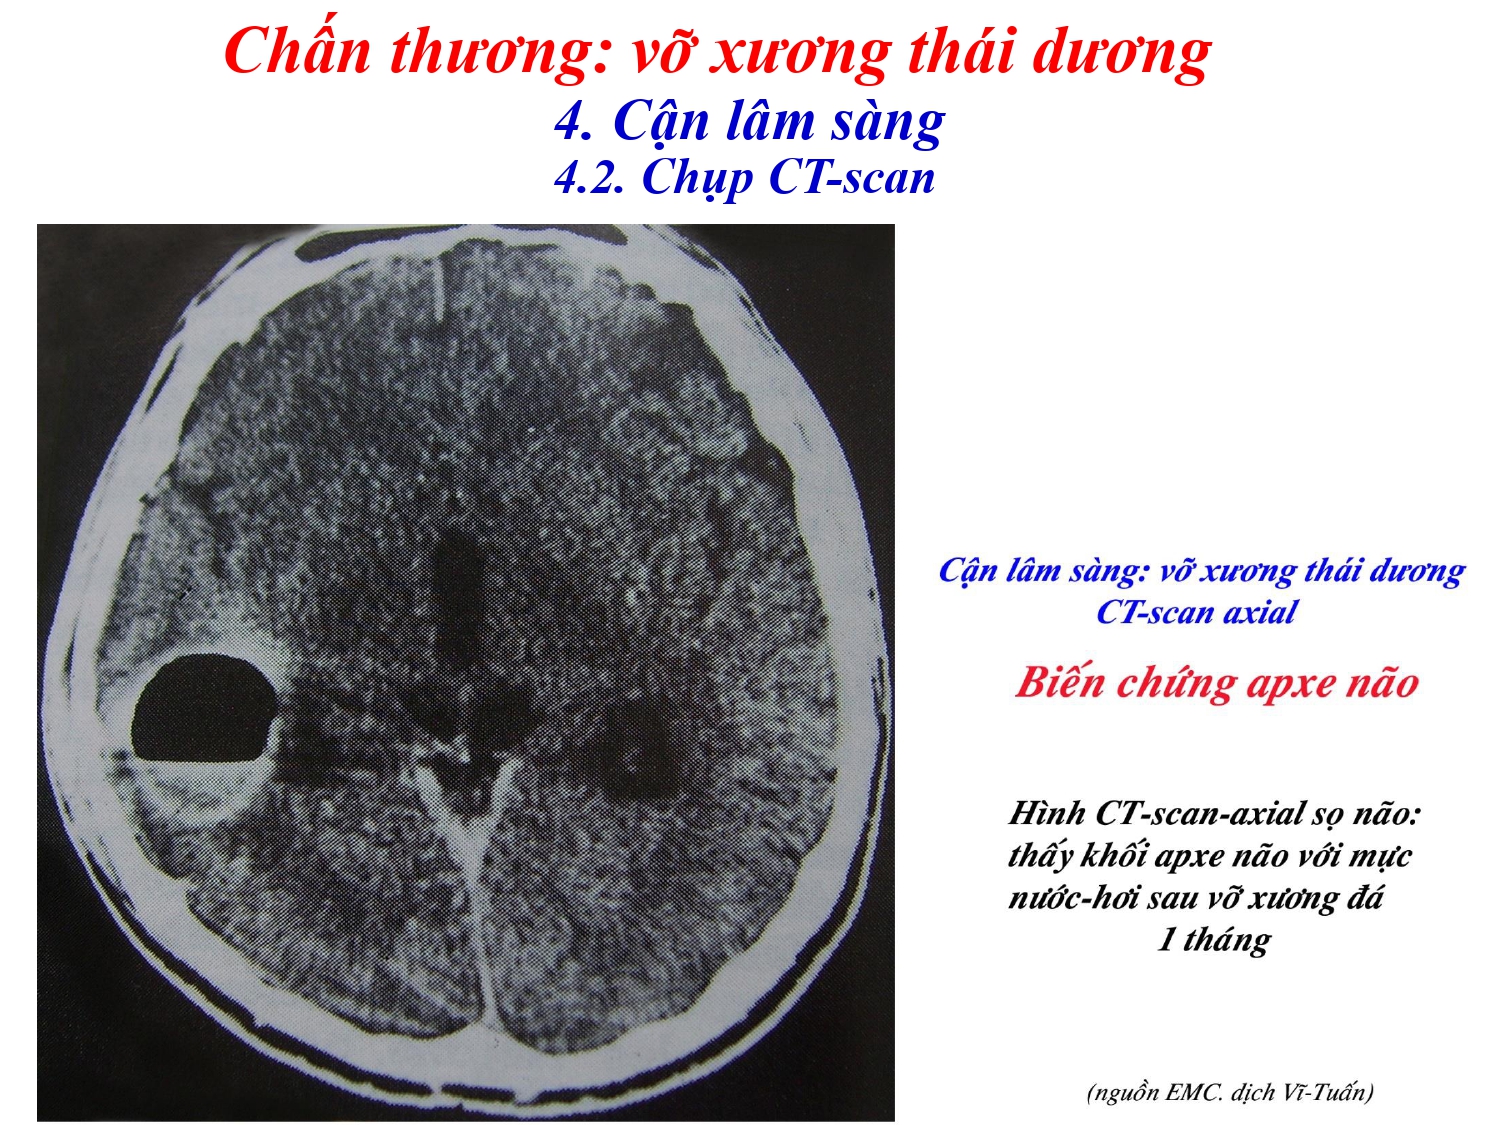 Chấn thương: vỡ xương thái dương
4. Cận lâm sàng
4.2. Chụp CT-scan
Cận lâm sàng: vỡ xương thái dương
CT-scan axial
Biến chứng apxe não
Hình CT-scan-axial sọ não:
thấy khối apxe não với mực
nước-hơi sau vỡ xương đá
1 tháng
(nguồn EMC. dịch Vĩ-Tuấn)